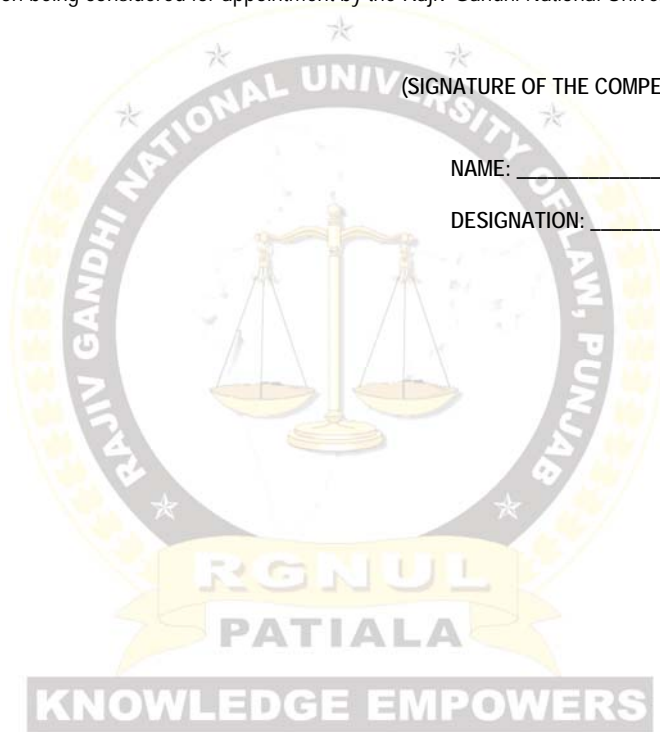 being considered for appointment by the Rajiv Gandhi National
(SIGNATURE OF THE COMPE
NAME: ______________
DESIGNATION: _______
RAJIV GANDHI NATIONAL UNIVERSITY OF LAW, PUNJAB
RGNUL
PATIALA
KNOWLEDGE EMPOWERS